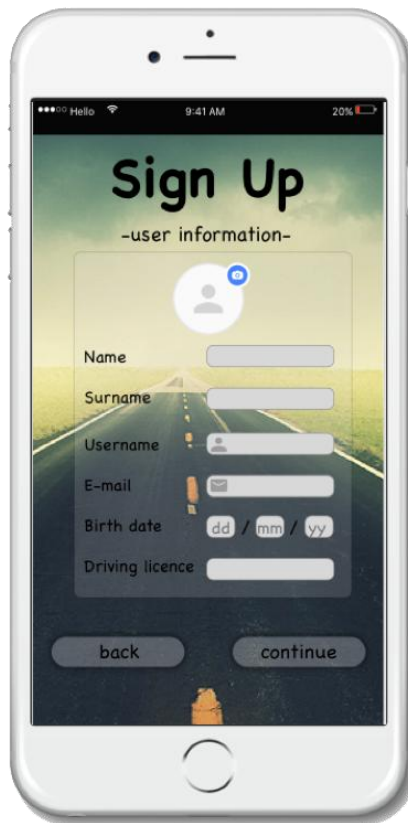 Hello 9:41 AM 20%
Sign Up
-user information-
Name
Surname
Username
E-mail
Birth date dd / mm / yy
Driving licence
back continue